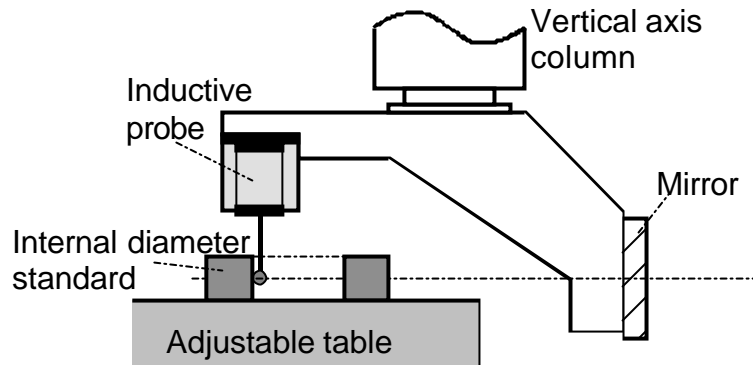 Vertical axis
column
Inductive
probe
Mirror
Internal diameter
standard
Adjustable table